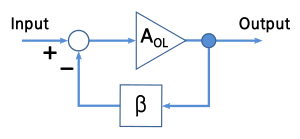 Input
Output
A_OL
+
−
β